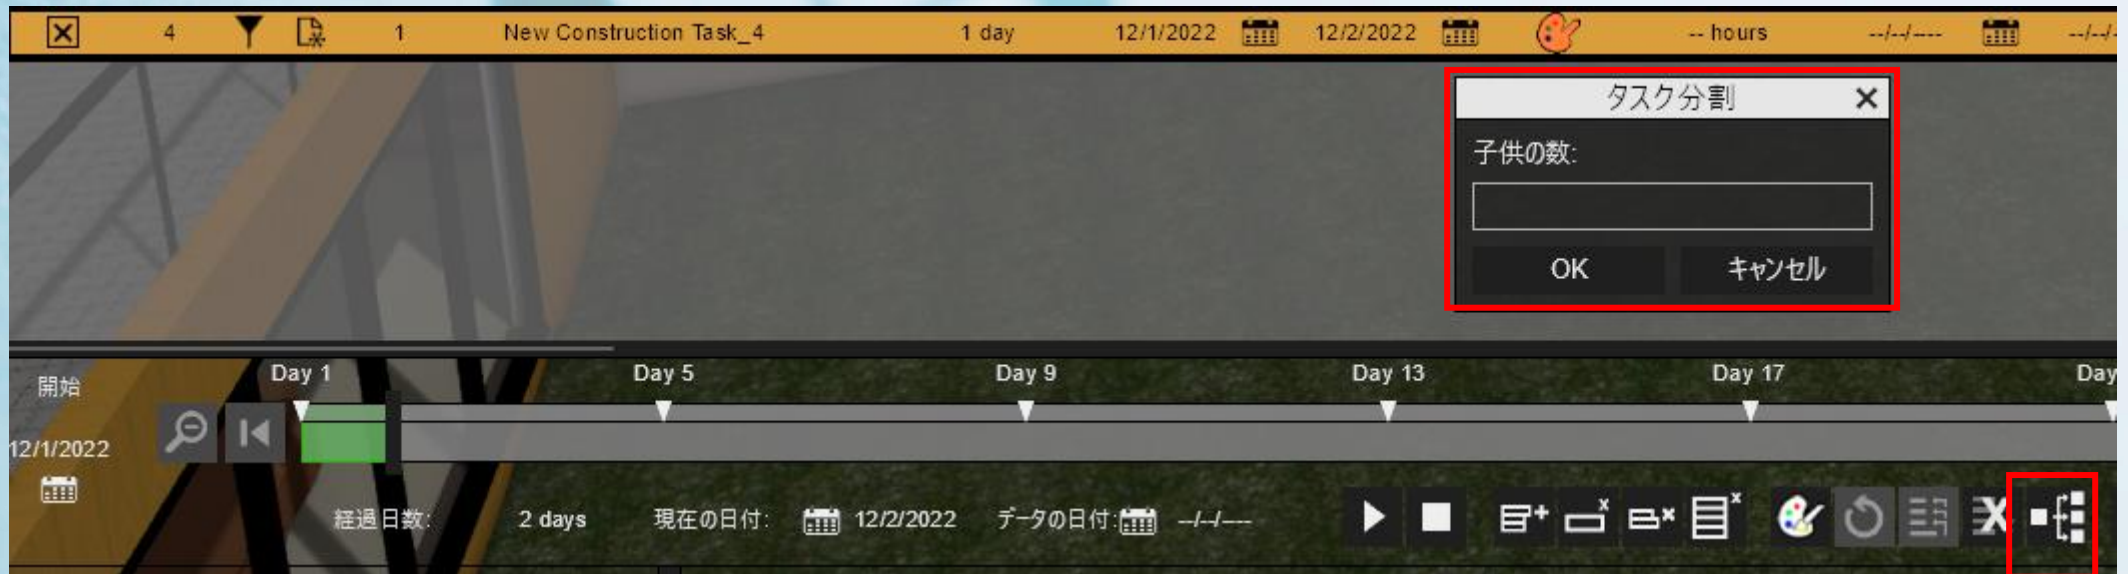 4 1 New Construction Task_4 1 day 12/1/2022 12/2/2022 -- hours --/--/----
タスク分割
子供の数:
OK キャンセル
開始 Day 1 Day 5 Day 9 Day 13 Day 17 Day
12/1/2022
経過日数: 2 days 現在の日付: 12/2/2022 データの日付: --/--/----